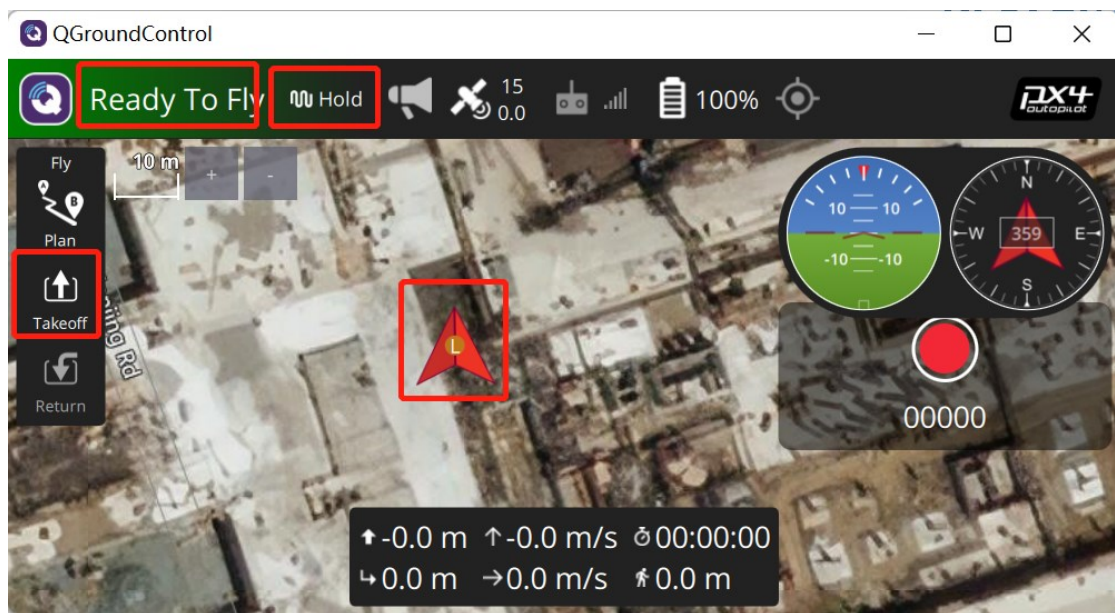 QGroundControl
Ready To Fly
Hold
15
0.0
100%
PX4
autopilot
Fly
10 m
+
-
Plan
Takeoff
Return
Rd
10 10
-10 -10
N
W 359 E
S
00000
-0.0 m -0.0 m/s 00:00:00
0.0 m 0.0 m/s 0.0 m